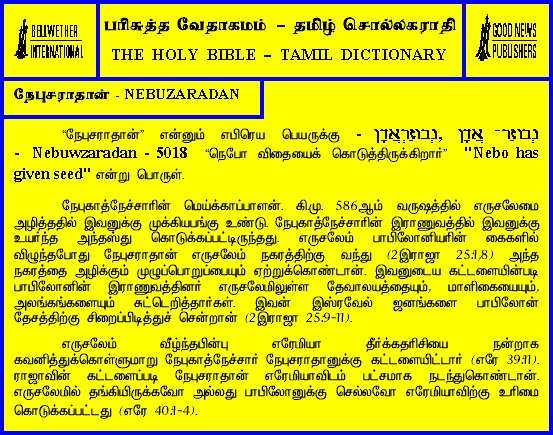 BELLWETHER
INTERNATIONAL
பரிசுத்த வேதாகமம் – தமிழ் சொல்லகராதி
THE HOLY BIBLE – TAMIL DICTIONARY
GOOD NEWS
PUBLISHERS
நேபுசராதான் - NEBUZARADAN
“நேபுசராதான்” என்னும் எபிரெய பெயருக்கு - נְבוּזַרְאֲדָן, נְבוּזַר־ אֲדָן
- Nebuwzaradan - 5018 “நெபோ விதையைக் கொடுத்திருக்கிறார்” "Nebo has
given seed" என்று பொருள்.
நேபுகாத்நேச்சாரின் மெய்க்காப்பாளன். கி.மு. 586ஆம் வருஷத்தில் எருசலேமை
அழித்ததில் இவனுக்கு முக்கியபங்கு உண்டு. நேபுகாத்நேச்சாரின் இராணுவத்தில் இவனுக்கு
உயர்ந்த அந்தஸ்து கொடுக்கப்பட்டிருந்தது. எருசலேம் பாபிலோனியரின் கைகளில்
விழுந்தபோது நேபுசராதான் எருசலேம் நகரத்திற்கு வந்து (2இராஜா 25:1,8) அந்த
நகரத்தை அழிக்கும் முழுப்பொறுப்பையும் ஏற்றுக்கொண்டான். இவனுடைய கட்டளையின்படி
பாபிலோனின் இராணுவத்தினர் எருசலேமிலுள்ள தேவாலயத்தையும், மாளிகையையும்,
அலங்கங்களையும் சுட்டெறித்தார்கள். இவன் இஸ்ரவேல் ஜனங்களை பாபிலோன்
தேசத்திற்கு சிறைப்பிடித்துச் சென்றான் (2இராஜா 25:9-11).
எருசலேம் வீழ்ந்தபின்பு எரேமியா தீர்க்கதரிசியை நன்றாக
கவனித்துக்கொள்ளுமாறு நேபுகாத்நேச்சார் நேபுசராதானுக்கு கட்டளையிட்டார் (எரே 39:11).
ராஜாவின் கட்டளைப்படி நேபுசராதான் எரேமியாவிடம் பட்சமாக நடந்துகொண்டான்.
எருசலேமில் தங்கியிருக்கவோ அல்லது பாபிலோனுக்கு செல்லவோ எரேமியாவிற்கு உரிமை
கொடுக்கப்பட்டது (எரே 40:1-4).